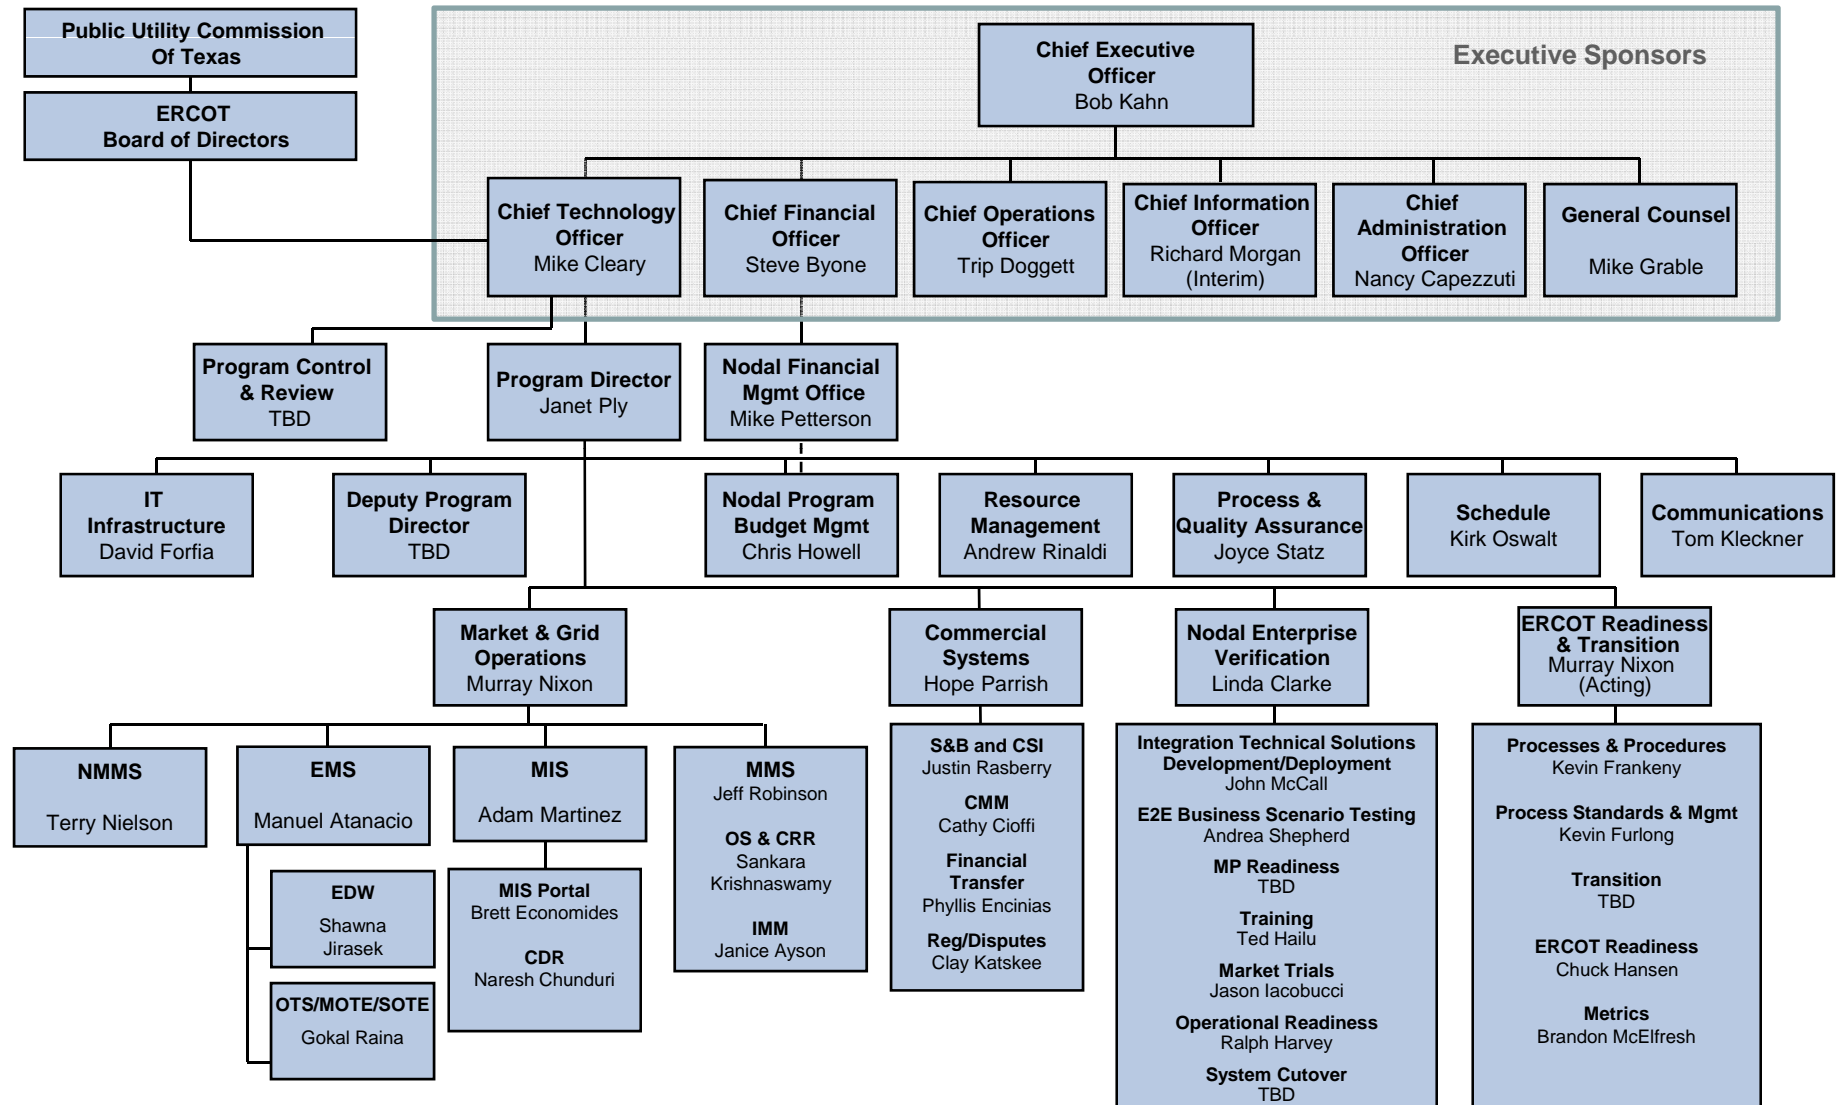 Public Utility Commission
Of Texas
ERCOT
Board of Directors
Executive Sponsors
Chief Executive
Officer
Bob Kahn
Chief Technology
Officer
Mike Cleary
Chief Financial
Officer
Steve Byone
Chief Operations
Officer
Trip Doggett
Chief Information
Officer
Richard Morgan
(Interim)
Chief
Administration
Officer
Nancy Capezzuti
General Counsel
Mike Grable
Program Control
& Review
TBD
Program Director
Janet Ply
Nodal Financial
Mgmt Office
Mike Petterson
IT
Infrastructure
David Forfia
Deputy Program
Director
TBD
Nodal Program
Budget Mgmt
Chris Howell
Resource
Management
Andrew Rinaldi
Process &
Quality Assurance
Joyce Statz
Schedule
Kirk Oswalt
Communications
Tom Kleckner
Market & Grid
Operations
Murray Nixon
Commercial
Systems
Hope Parrish
Nodal Enterprise
Verification
Linda Clarke
ERCOT Readiness
& Transition
Murray Nixon
(Acting)
NMMS
Terry Nielson
EMS
Manuel Atanacio
MIS
Adam Martinez
MMS
Jeff Robinson
OS & CRR
Sankara
Krishnaswamy
IMM
Janice Ayson
EDW
Shawna
Jirasek
OTS/MOTE/SOTE
Gokal Raina
MIS Portal
Brett Economides
CDR
Naresh Chunduri
S&B and CSI
Justin Rasberry
CMM
Cathy Cioffi
Financial
Transfer
Phyllis Encinias
Reg/Disputes
Clay Katskee
Integration Technical Solutions
Development/Deployment
John McCall
E2E Business Scenario Testing
Andrea Shepherd
MP Readiness
TBD
Training
Ted Hailu
Market Trials
Jason Iacobucci
Operational Readiness
Ralph Harvey
System Cutover
TBD
Processes & Procedures
Kevin Frankeny
Process Standards & Mgmt
Kevin Furlong
Transition
TBD
ERCOT Readiness
Chuck Hansen
Metrics
Brandon McElfresh